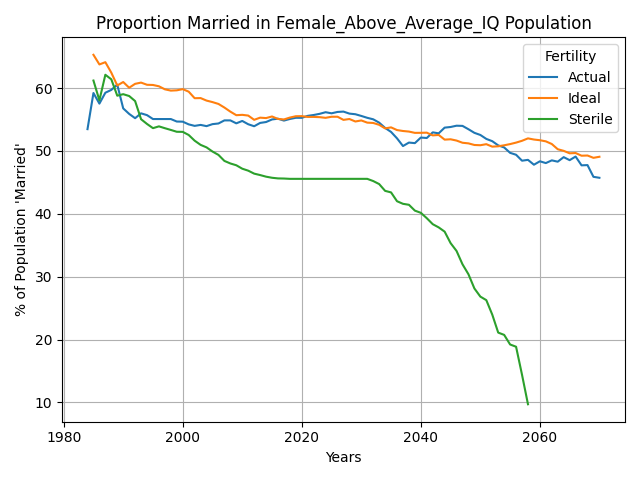 Proportion Married in Female_Above_Average_IQ Population
% of Population 'Married'
60
50
40
30
20
10
1980
2000
2020
2040
2060
Years
Fertility
Actual
Ideal
Sterile